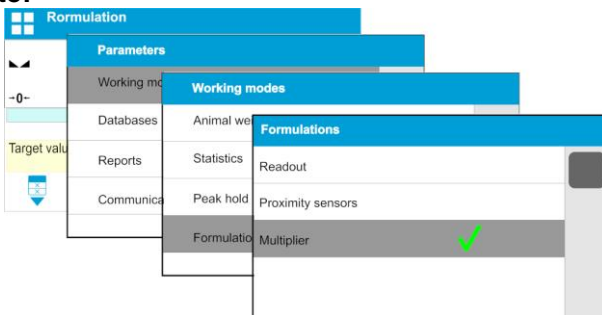 Rormulation
Parameters
Working mo
Working modes
→0←
Databases
Animal we
Formulations
Target valu
Reports
Statistics
Readout
Communica
Peak hold
Proximity sensors
Formulatio
Multiplier